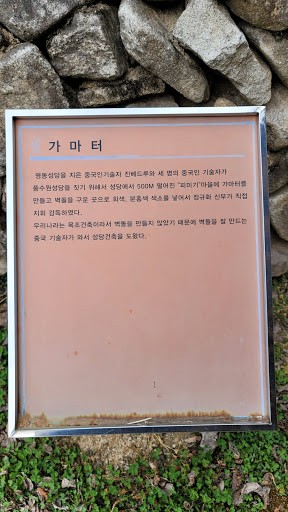 가마터
명동성당을 지은 중국인기술자 진베드루와 세 명의 중국인 기술자가
풍수원성당을 짓기 위해서 성당에서 500M 떨어진 "피미기"마을에 가마터를
만들고 벽돌을 구운 곳으로 회색, 분홍색 색소를 넣어서 정규하 신부가 직접
지휘 감독하였다.
우리나라는 목조건축이라서 벽돌을 만들지 않았기 때문에 벽돌을 잘 만드는
중국 기술자가 와서 성당건축을 도왔다.